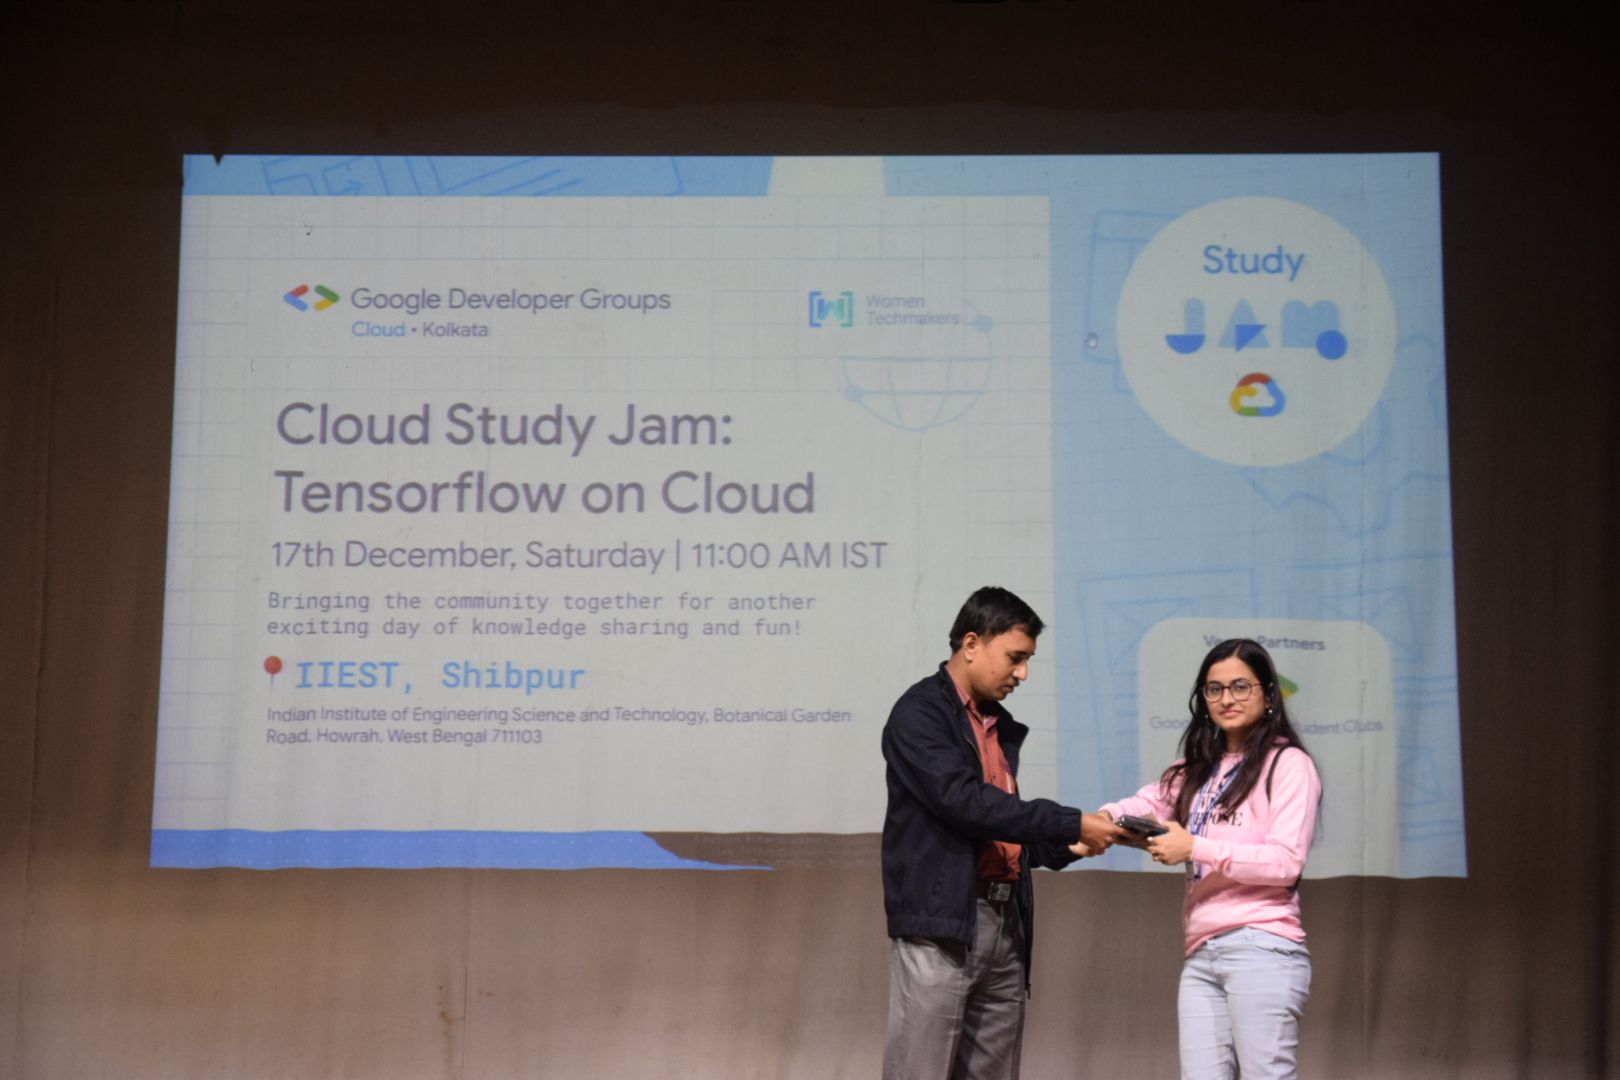 Google Developer Groups
Cloud • Kolkata
Women
Techmakers
Cloud Study Jam:
Tensorflow on Cloud
17th December, Saturday | 11:00 AM IST
Bringing the community together for another
exciting day of knowledge sharing and fun!
IIEST, Shibpur
Indian Institute of Engineering Science and Technology, Botanical Garden
Road, Howrah, West Bengal 711103
Study
JAM
Partners
Clubs